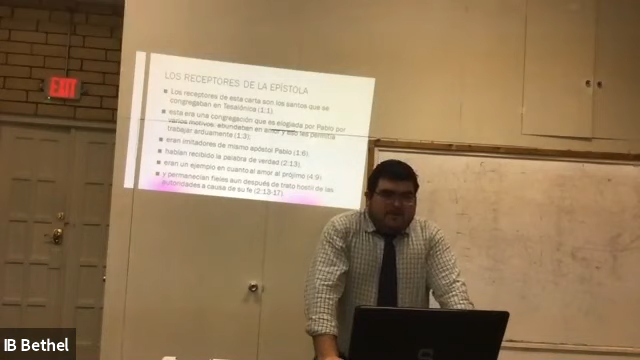 EXIT
LOS RECEPTORES DE LA EPÍSTOLA
Los receptores de esta carta son los santos que se
congregaban en Tesalónica (1:1).
esta era una congregación que es elogiada por Pablo por
varios motivos: abundaban en amor y eso les permitía
trabajar arduamente (1:3).
eran imitadores de mismo apóstol Pablo (1:6).
habían recibido la palabra de verdad (2:13).
eran un ejemplo en cuanto al amor al prójimo (4:9)
y permanecían fieles aun después de trato hostil de las
autoridades a causa de su fe (2:13-17).
IB Bethel